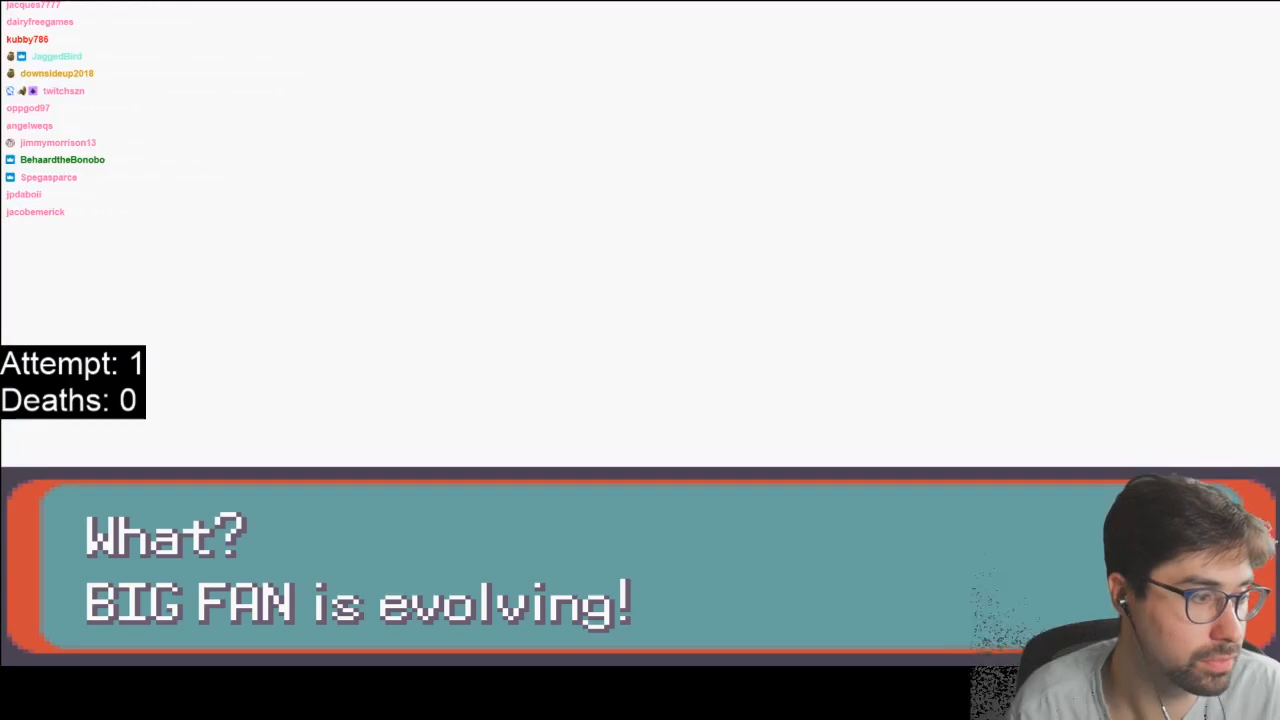 jacques7777
dairyfreegames
kubby786
JaggedBird
downsideup2018
twitchszn
oppgod97
angelweqs
jimmymorrison13
BehaardtheBonobo
Spegasparce
jpdaboii
jacobemerick
Attempt: 1
Deaths: 0
What?
BIG FAN is evolving!